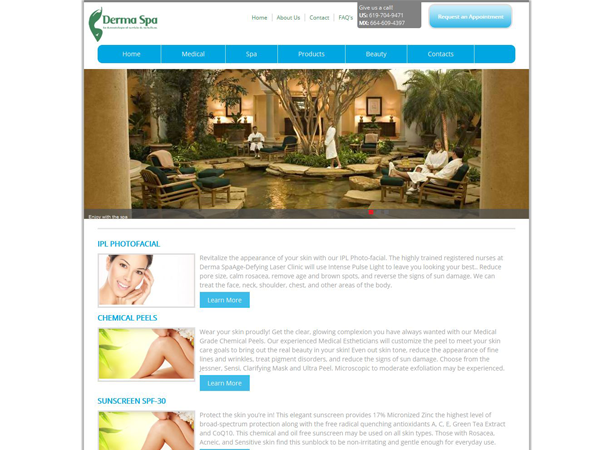 Derma Spa
Home
About Us
Contact
FAQ's
Give us a call!
US: 619-704-9471
MX: 664-609-4397
Request an Appointment
Home
Medical
Spa
Products
Beauty
Contacts
Enjoy with the spa
IPL PHOTOFACIAL
Revitalize the appearance of your skin with our IPL Photo-facial. The highly trained registered nurses at
Derma SpaAge-Defying Laser Clinic will use Intense Pulse Light to leave you looking your best.. Reduce
pore size, calm rosacea, remove age and brown spots, and reverse the signs of sun damage. We can
treat the face, neck, shoulder, chest, and other areas of the body.
Learn More
CHEMICAL PEELS
Wear your skin proudly! Get the clear, glowing complexion you have always wanted with our Medical
Grade Chemical Peels. Our experienced Medical Estheticians will customize the peel to meet your skin
care goals to bring out the real beauty in your skin! Even out skin tone, reduce the appearance of fine
lines and wrinkles, treat pigment disorders, and reduce the signs of sun damage. Choose from the
Jessner, Sensi, Clarifying Mask and Ultra Peel. Microscopic to moderate exfoliation may be experienced.
Learn More
SUNSCREEN SPF-30
Protect the skin you're in! This elegant sunscreen provides 17% Micronized Zinc the highest level of
broad-spectrum protection along with the free radical quenching antioxidants A, C, E, Green Tea Extract
and CoQ10. This chemical and oil free sunscreen may be used on all skin types. Those with Rosacea,
Acneic, and Sensitive skin find this sunblock to be non-irritating and gentle enough for everyday use.